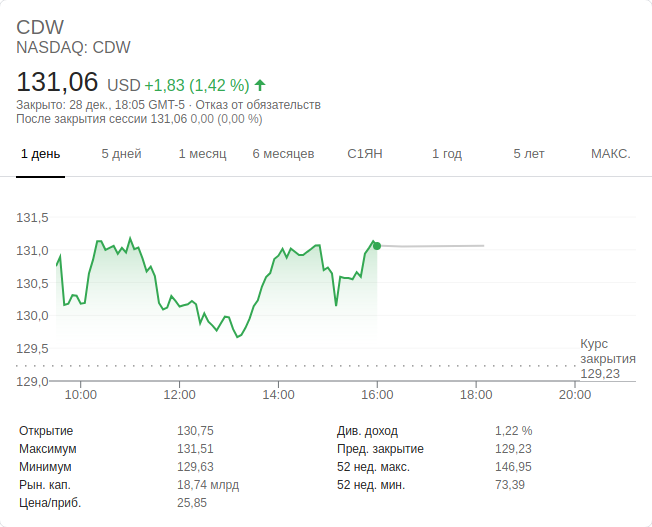 CDW
NASDAQ: CDW
131,06 USD +1,83 (1,42 %)
Закрыто: 28 дек., 18:05 GMT-5 · Отказ от обязательств
После закрытия сессии 131,06 0,00 (0,00 %)
1 день 5 дней 1 месяц 6 месяцев С1ЯН 1 год 5 лет МАКС.
131,5
131,0
130,5
130,0
129,5
129,0
Курс
закрытия
129,23
10:00 12:00 14:00 16:00 18:00 20:00
Открытие 130,75
Максимум 131,51
Минимум 129,63
Рын. кап. 18,74 млрд
Цена/приб. 25,85
Див. доход 1,22 %
Пред. закрытие 129,23
52 нед. макс. 146,95
52 нед. мин. 73,39